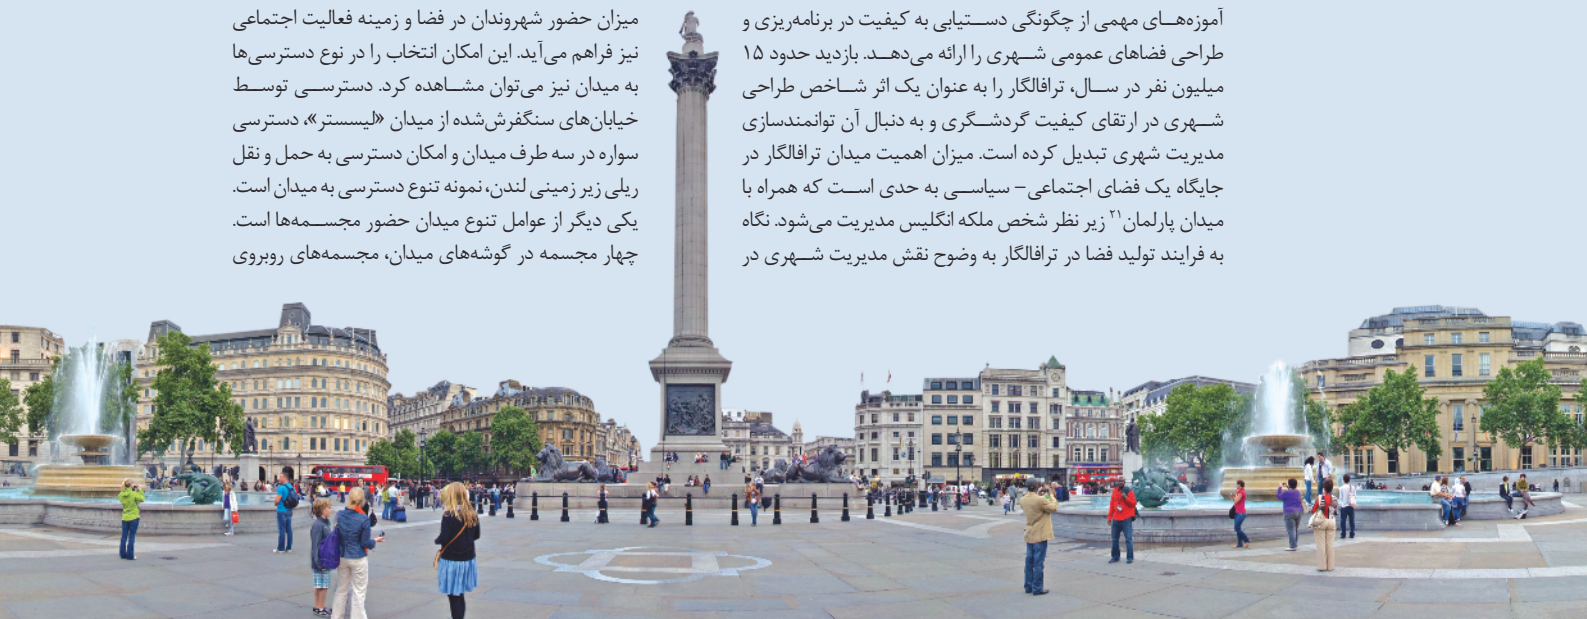 آموزه‌های مهمی از چگونگی دستیابی به کیفیت در برنامه‌ریزی و
طراحی فضاهای عمومی شهری را ارائه می‌دهد. بازدید حدود ۱۵
میلیون نفر در سال، ترافالگار را به عنوان یک اثر شاخص طراحی
شهری در ارتقای کیفیت گردشگری و به دنبال آن توانمندسازی
مدیریت شهری تبدیل کرده است. میزان اهمیت میدان ترافالگار در
جایگاه یک فضای اجتماعی- سیاسی به حدی است که همراه با
میدان پارلمان۲۱ زیر نظر شخص ملکه انگلیس مدیریت می‌شود. نگاه
به فرایند تولید فضا در ترافالگار به وضوح نقش مدیریت شهری در
میزان حضور شهروندان در فضا و زمینه فعالیت اجتماعی
نیز فراهم می‌آید. این امکان انتخاب را در نوع دسترسی‌ها
به میدان نیز می‌توان مشاهده کرد. دسترسی توسط
خیابان‌های سنگفرش‌شده از میدان «لیسستر»، دسترسی
سواره در سه طرف میدان و امکان دسترسی به حمل و نقل
ریلی زیر زمینی لندن، نمونه تنوع دسترسی به میدان است.
یکی دیگر از عوامل تنوع میدان حضور مجسمه‌ها است.
چهار مجسمه در گوشه‌های میدان، مجسمه‌های روبروی